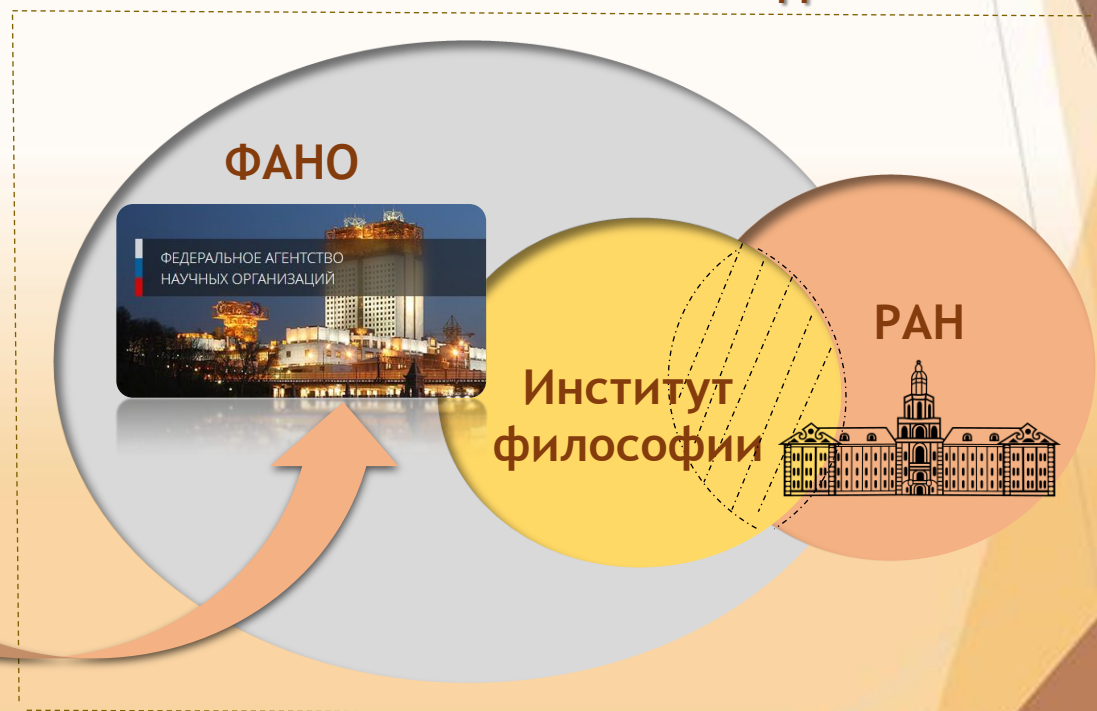 ФАНО
ФЕДЕРАЛЬНОЕ АГЕНТСТВО
НАУЧНЫХ ОРГАНИЗАЦИЙ
РАН
Институт
философии